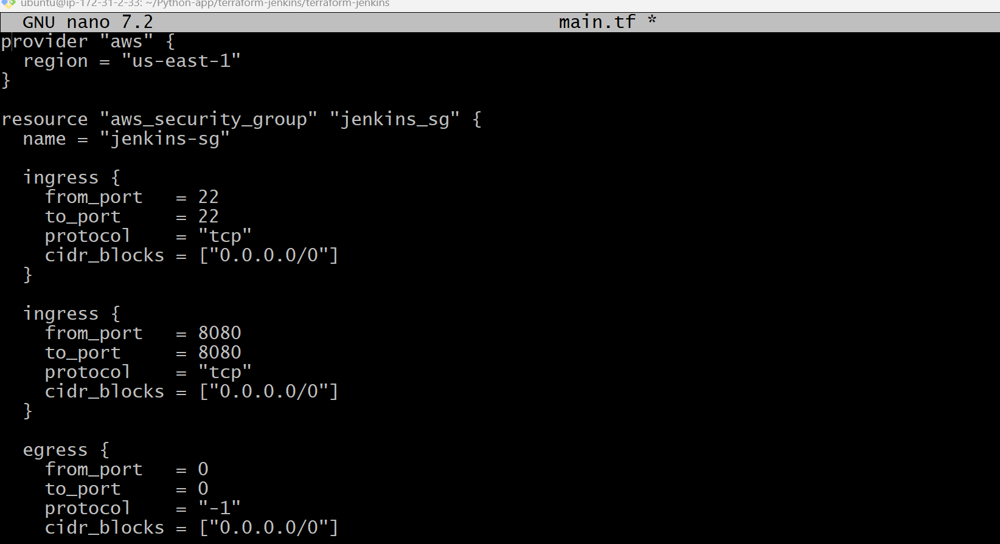 ubuntu@ip-172-31-2-33: ~/Python-app/terraform-jenkins/terraform-jenkins
GNU nano 7.2 main.tf *
provider "aws" {
  region = "us-east-1"
}

resource "aws_security_group" "jenkins_sg" {
  name = "jenkins-sg"

  ingress {
    from_port   = 22
    to_port     = 22
    protocol    = "tcp"
    cidr_blocks = ["0.0.0.0/0"]
  }

  ingress {
    from_port   = 8080
    to_port     = 8080
    protocol    = "tcp"
    cidr_blocks = ["0.0.0.0/0"]
  }

  egress {
    from_port   = 0
    to_port     = 0
    protocol    = "-1"
    cidr_blocks = ["0.0.0.0/0"]